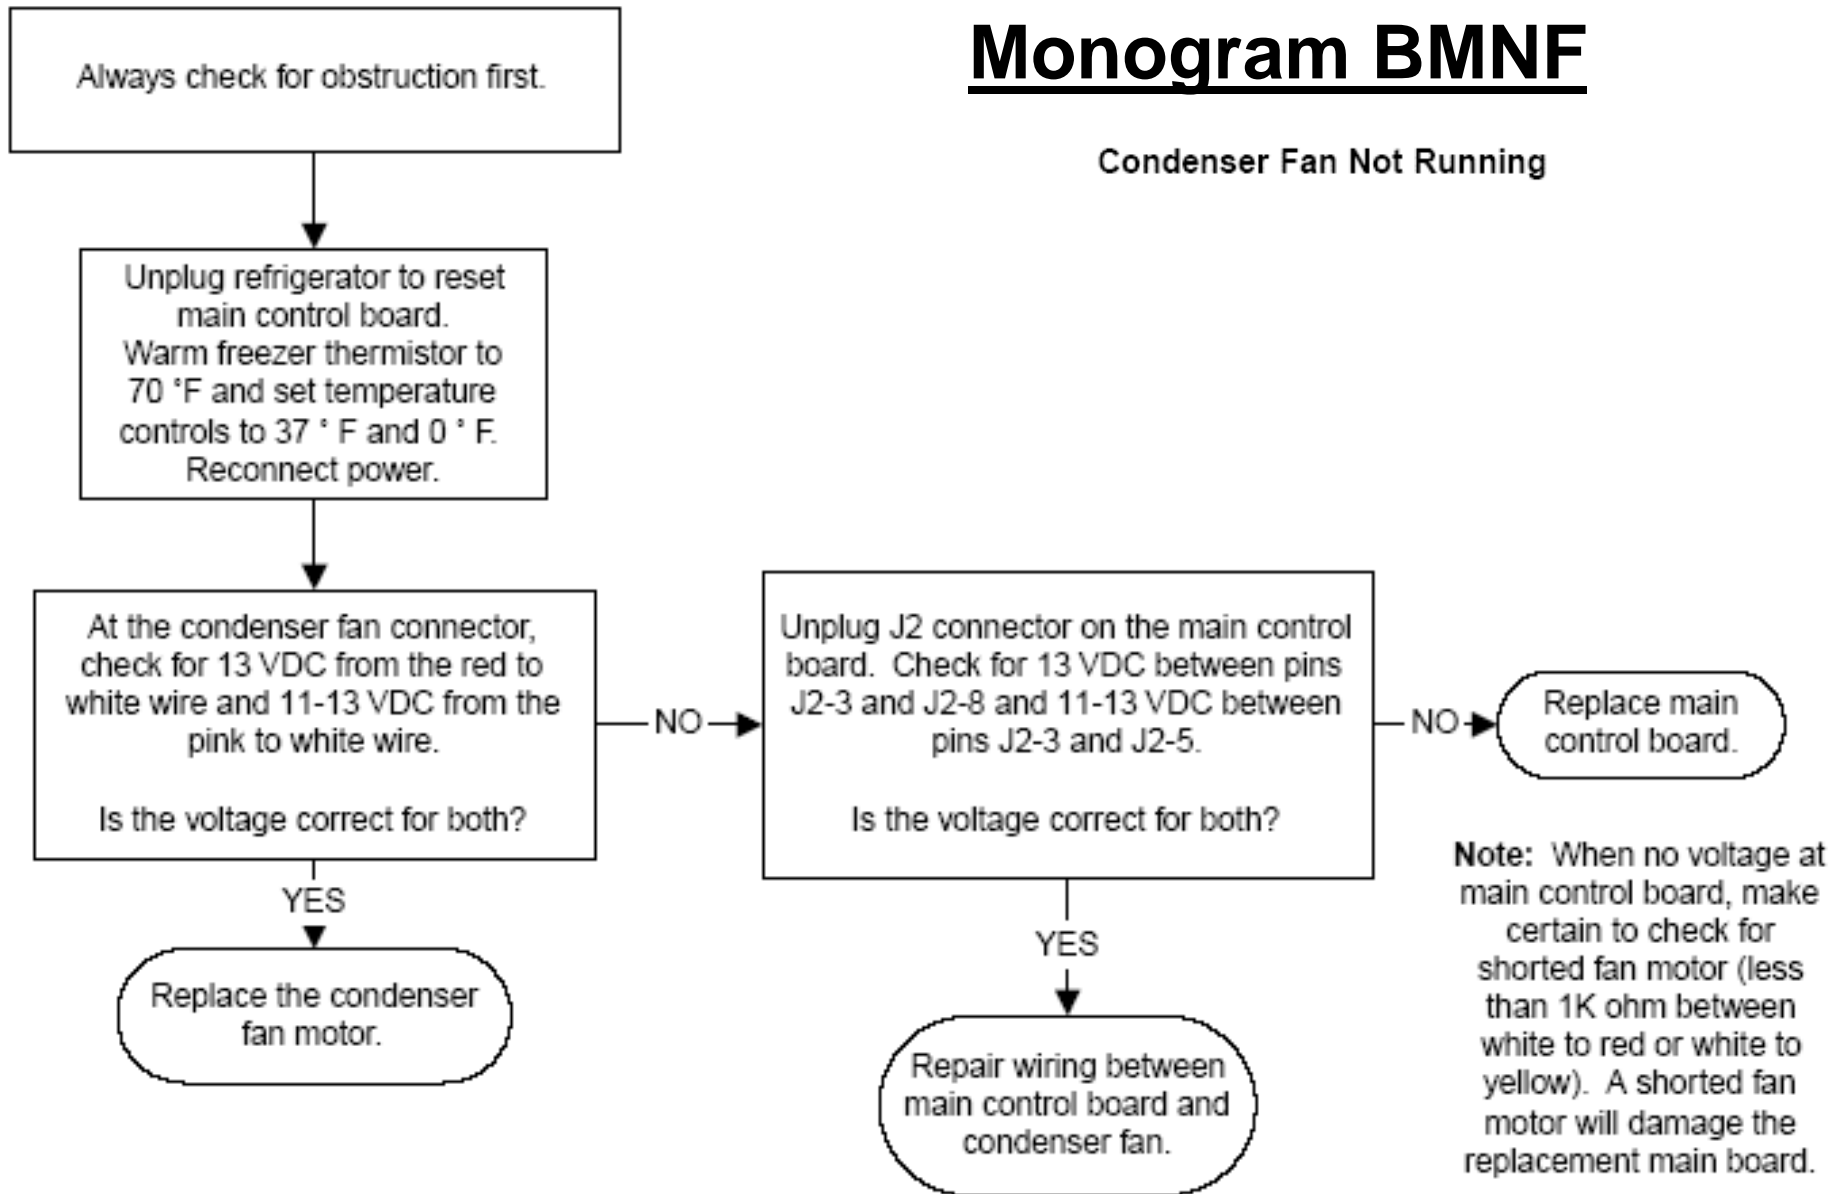 Monogram BMNF
Condenser Fan Not Running
Always check for obstruction first.
Unplug refrigerator to reset
main control board.
Warm freezer thermistor to
70 °F and set temperature
controls to 37 ° F and 0 ° F.
Reconnect power.
At the condenser fan connector,
check for 13 VDC from the red to
white wire and 11-13 VDC from the
pink to white wire.
Is the voltage correct for both?
NO
Unplug J2 connector on the main control
board. Check for 13 VDC between pins
J2-3 and J2-8 and 11-13 VDC between
pins J2-3 and J2-5.
Is the voltage correct for both?
NO
Replace main
control board.
YES
Replace the condenser
fan motor.
YES
Repair wiring between
main control board and
condenser fan.
Note: When no voltage at
main control board, make
certain to check for
shorted fan motor (less
than 1K ohm between
white to red or white to
yellow). A shorted fan
motor will damage the
replacement main board.